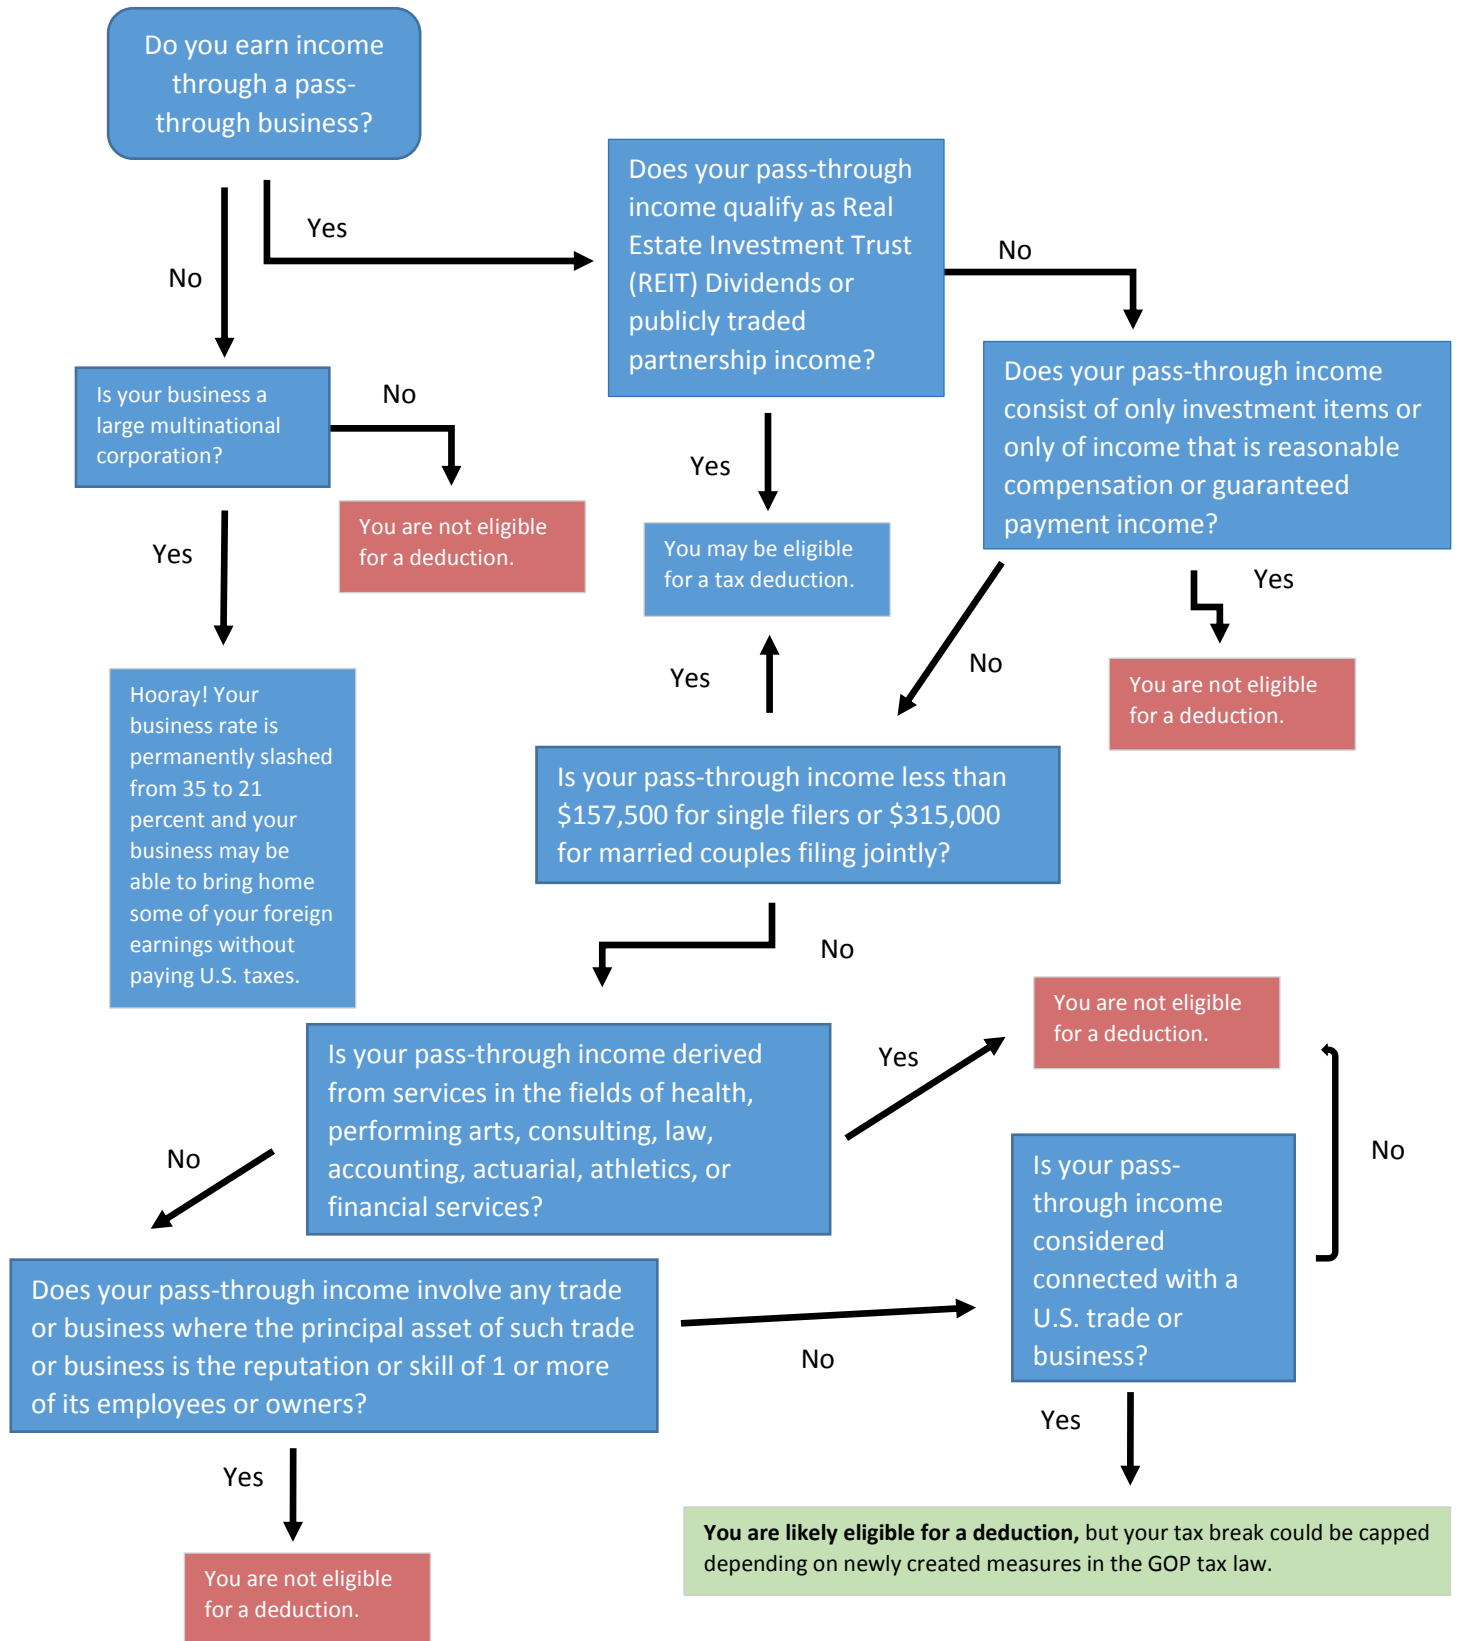 Do you earn income
through a pass-
through business?
Yes
No
Does your pass-through
income qualify as Real
Estate Investment Trust
(REIT) Dividends or
publicly traded
partnership income?
No
Is your business a
large multinational
corporation?
No
You are not eligible
for a deduction.
Yes
Hooray! Your
business rate is
permanently slashed
from 35 to 21
percent and your
business may be
able to bring home
some of your foreign
earnings without
paying U.S. taxes.
Yes
You may be eligible
for a tax deduction.
Yes
Does your pass-through income
consist of only investment items or
only of income that is reasonable
compensation or guaranteed
payment income?
Yes
You are not eligible
for a deduction.
No
Is your pass-through income less than
$157,500 for single filers or $315,000
for married couples filing jointly?
No
Is your pass-through income derived
from services in the fields of health,
performing arts, consulting, law,
accounting, actuarial, athletics, or
financial services?
Yes
You are not eligible
for a deduction.
No
Does your pass-through income involve any trade
or business where the principal asset of such trade
or business is the reputation or skill of 1 or more
of its employees or owners?
No
Is your pass-
through income
considered
connected with a
U.S. trade or
business?
No
Yes
Yes
You are not eligible
for a deduction.
You are likely eligible for a deduction, but your tax break could be capped
depending on newly created measures in the GOP tax law.